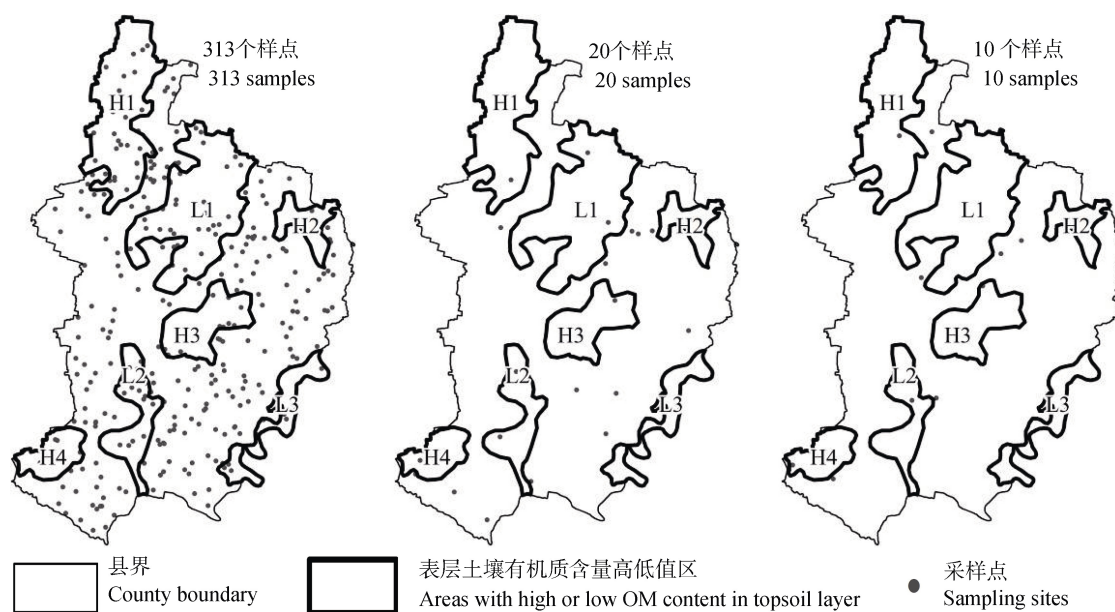 313个样点
313 samples
H1
L1
H2
H3
L2
L3
H4
20个样点
20 samples
H1
L1
H2
H3
L2
L3
H4
10 个样点
10 samples
H1
L1
H2
H3
L2
L3
H4
县界
County boundary
表层土壤有机质含量高低值区
Areas with high or low OM content in topsoil layer
采样点
Sampling sites